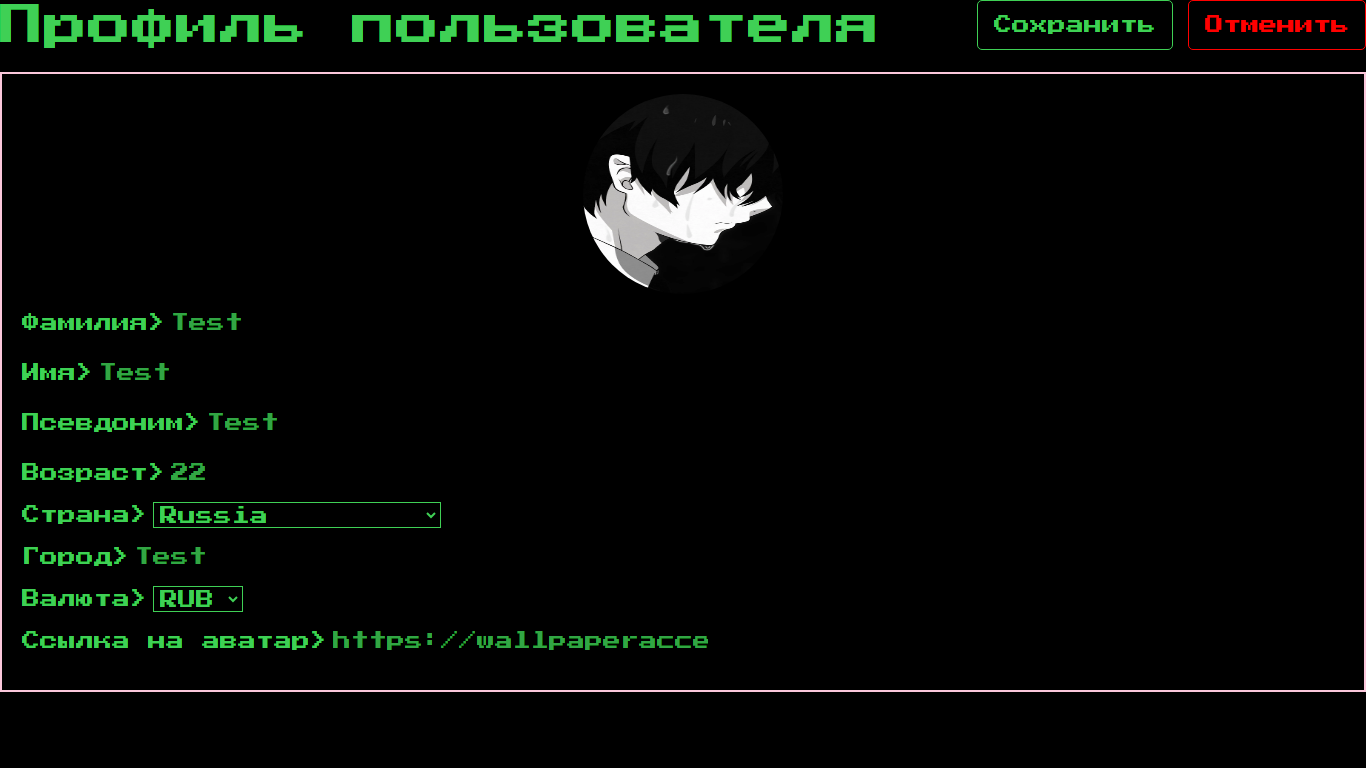 Профиль пользователя
Сохранить
Отменить
Фамилия> Test
Имя> Test
Псевдоним> Test
Возраст> 22
Страна> Russia
Город> Test
Валюта> RUB
Ссылка на аватар> https://wallpaperacce